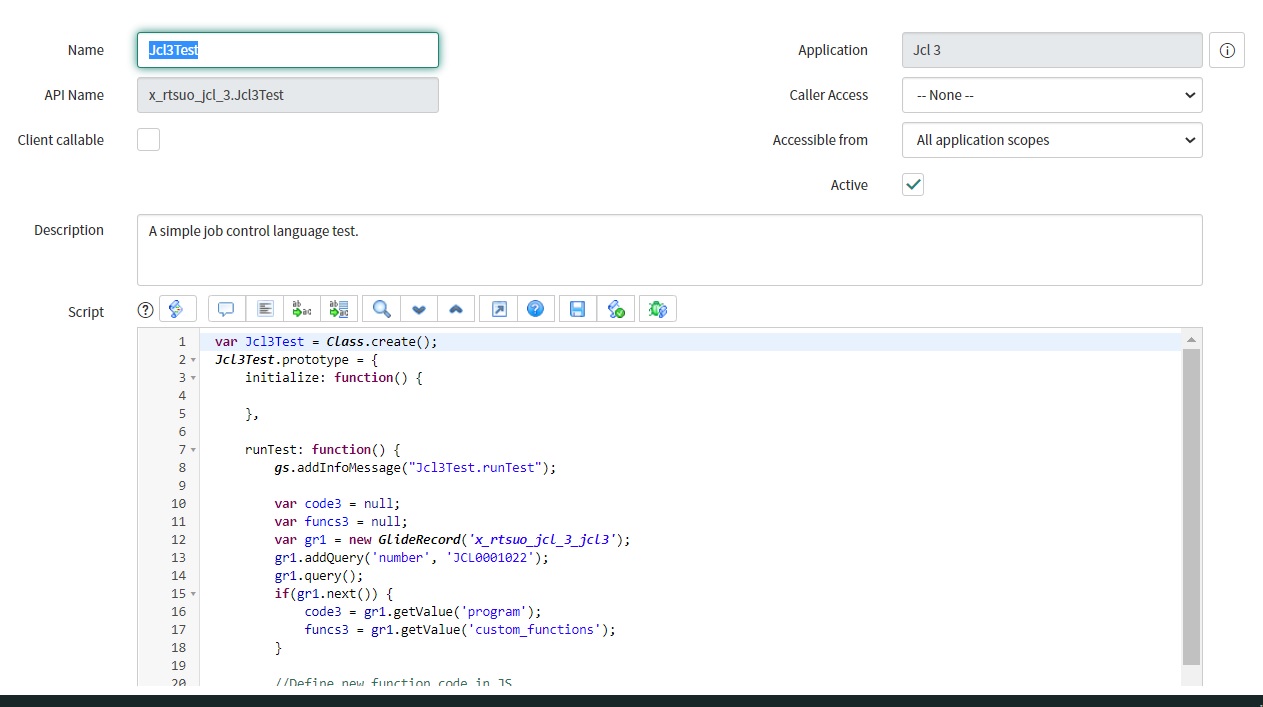 Name Jcl3Test Application Jcl 3
API Name x_rtsuo_jcl_3.Jcl3Test Caller Access -- None --
Client callable Accessible from All application scopes
Active
Description A simple job control language test.
Script
1 var Jcl3Test = Class.create();
2 Jcl3Test.prototype = {
3 initialize: function() {
4
5 },
6
7 runTest: function() {
8 gs.addInfoMessage("Jcl3Test.runTest");
9
10 var code3 = null;
11 var funcs3 = null;
12 var gr1 = new GlideRecord('x_rtsuo_jcl_3_jcl3');
13 gr1.addQuery('number', 'JCL0001022');
14 gr1.query();
15 if(gr1.next()) {
16 code3 = gr1.getValue('program');
17 funcs3 = gr1.getValue('custom_functions');
18 }
19
20 //Define new function code in JS